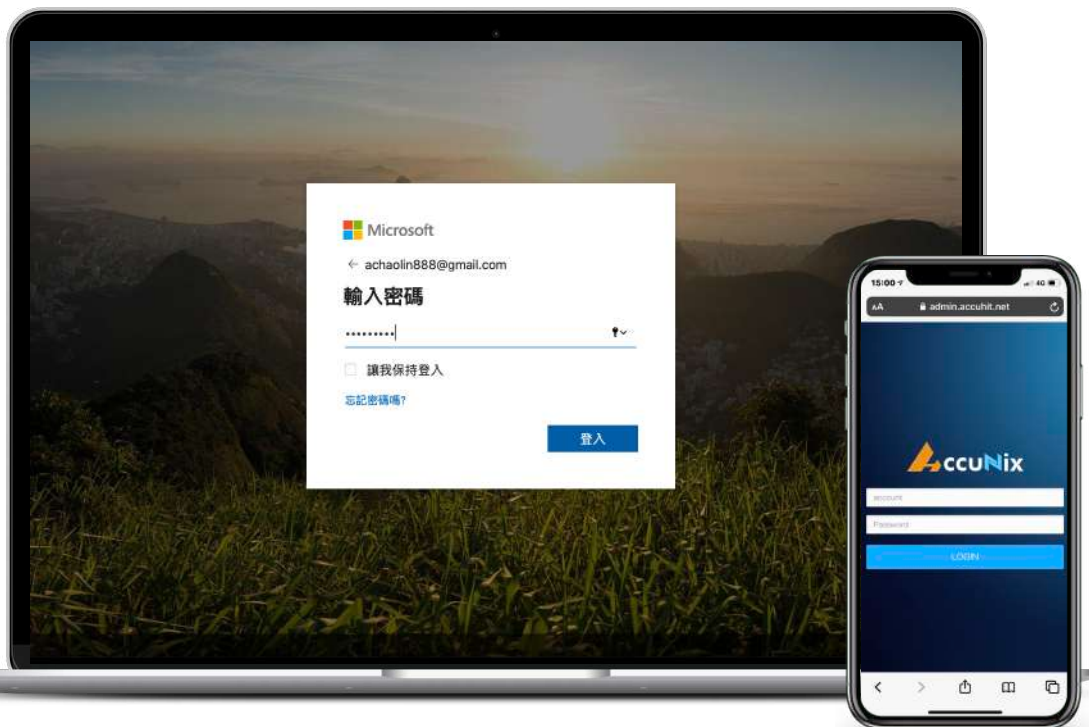 Microsoft
← achaolin888@gmail.com
輸入密碼
•••••••••
讓我保持登入
忘記密碼嗎?
登入
15:00
4G
AA admin.accuhit.net
AccuNix
account
Password
LOGIN